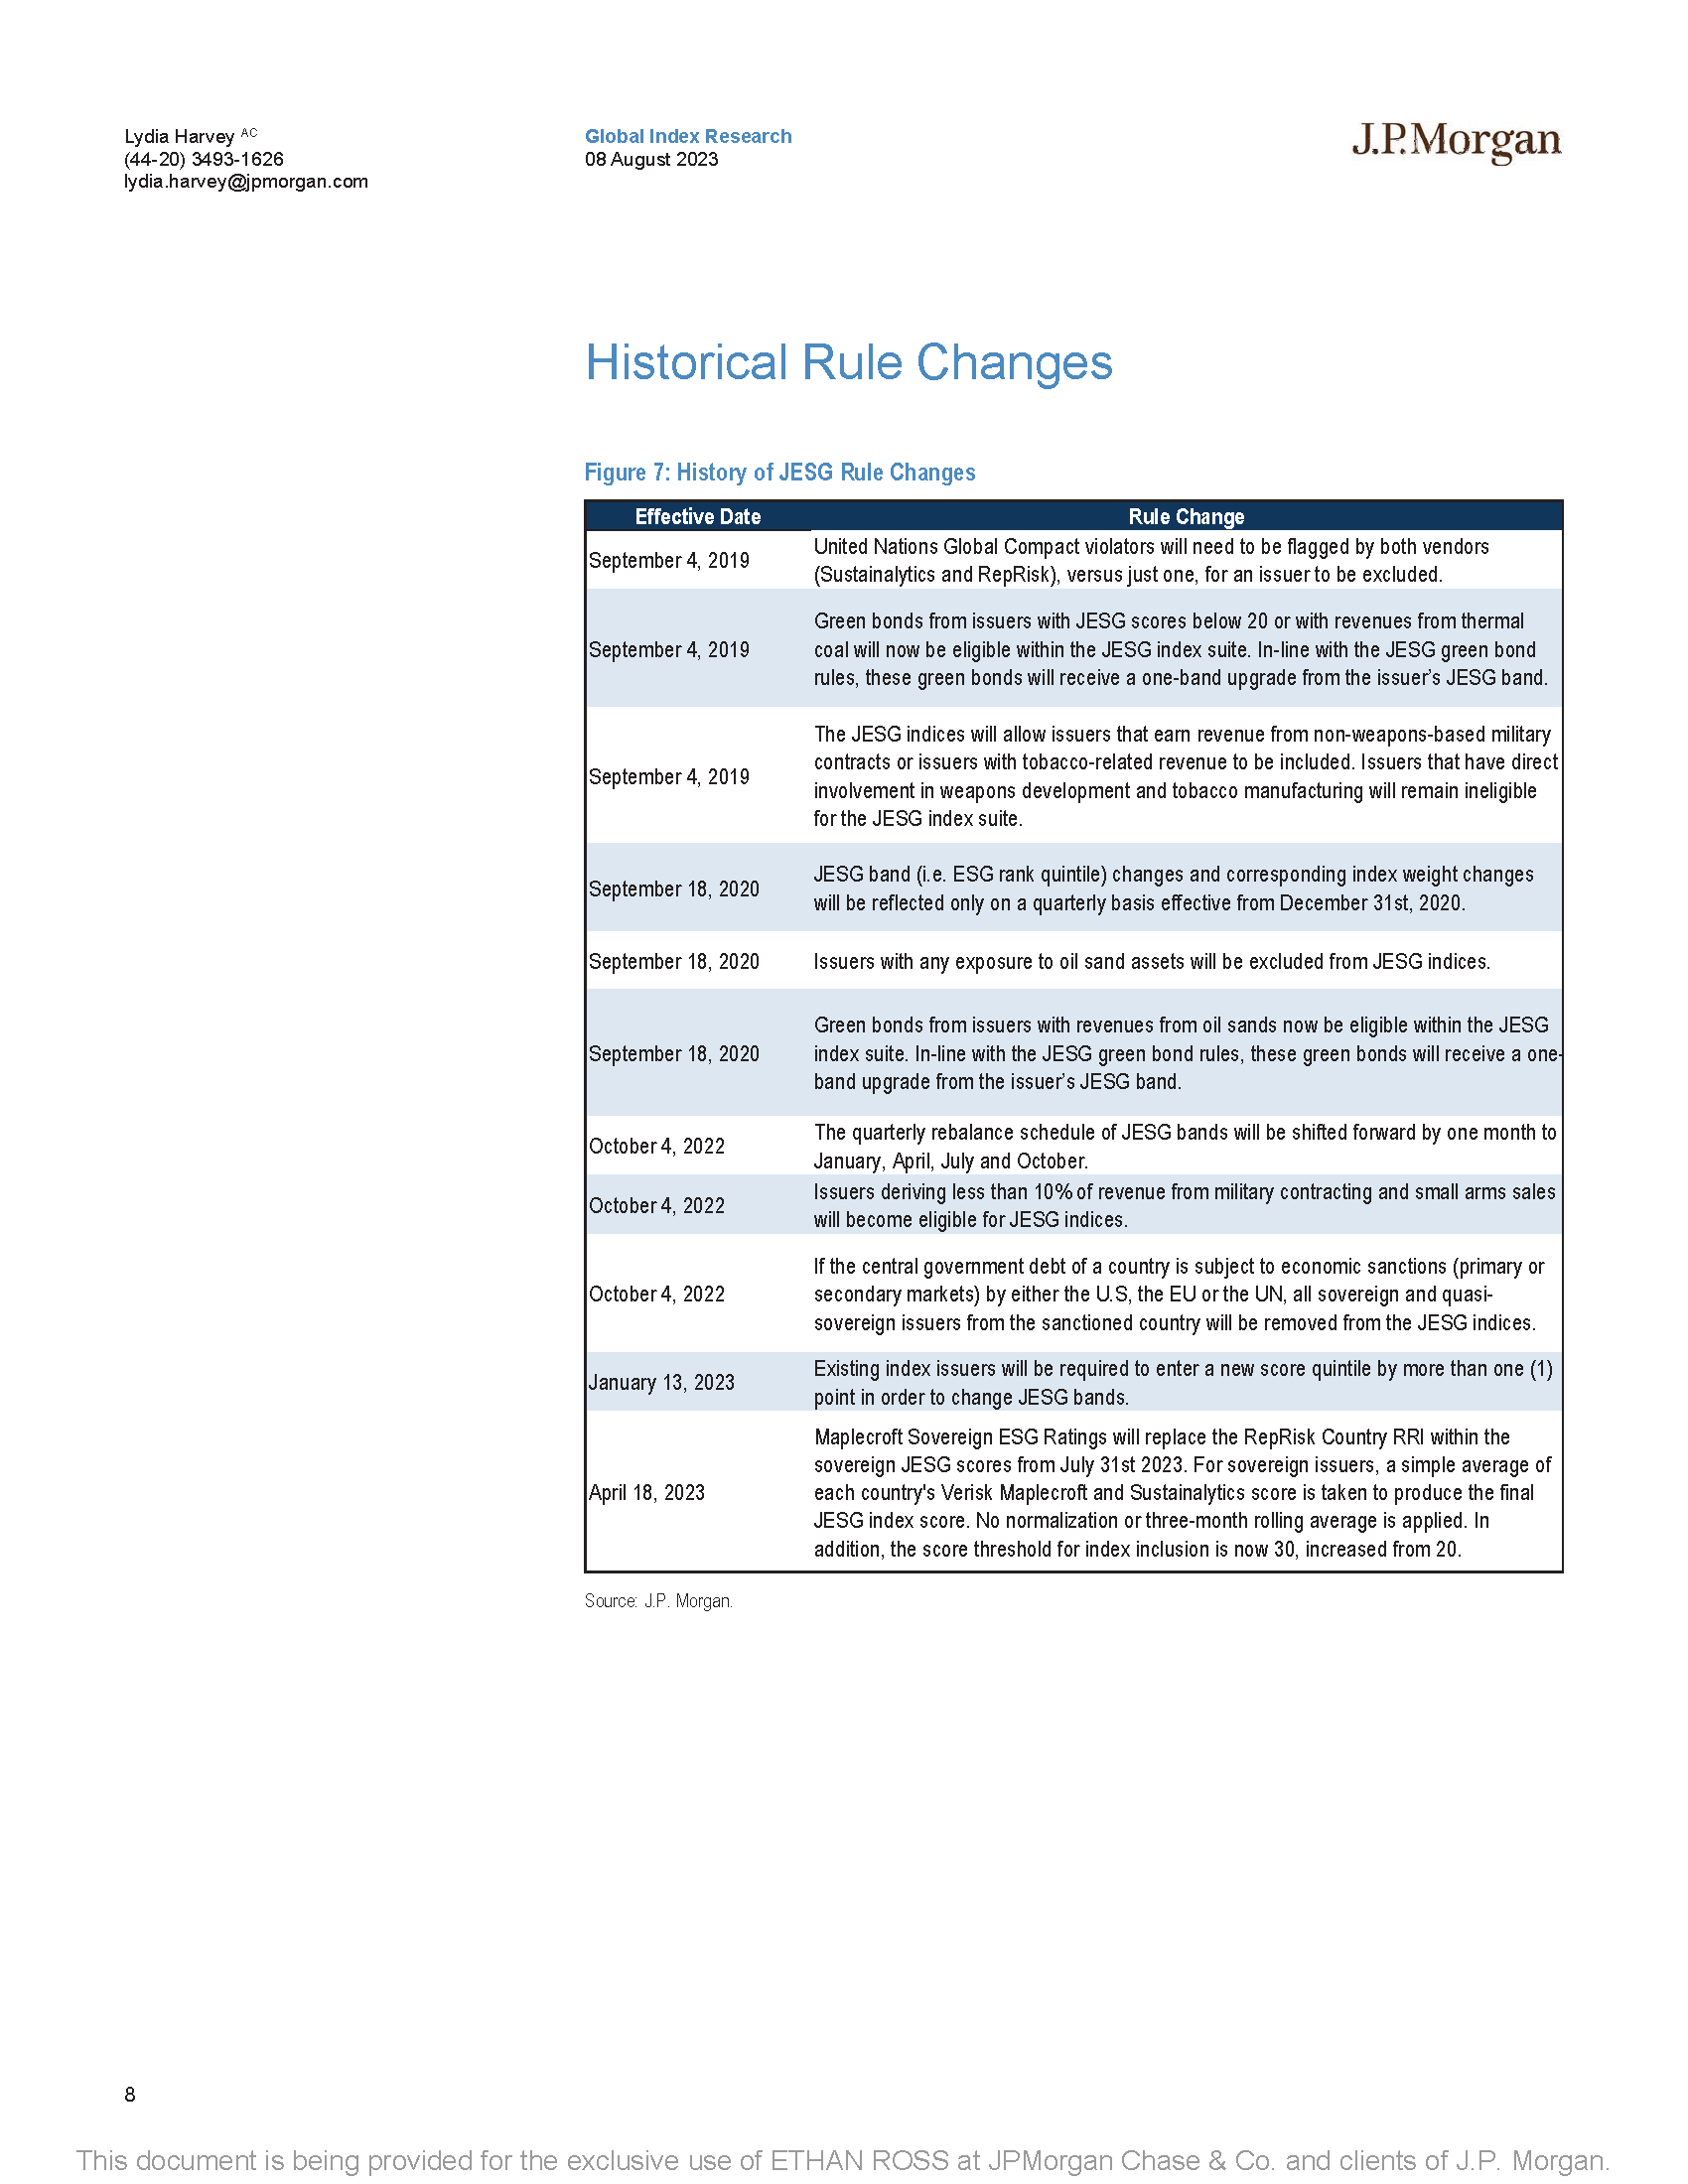 Lydia Harvey AC
(44-20) 3493-1626
lydia.harvey@jpmorgan.com
Global Index Research
08 August 2023
J.P.Morgan
Historical Rule Changes
Figure 7: History of JESG Rule Changes
Effective Date Rule Change
September 4, 2019
United Nations Global Compact violators will need to be flagged by both vendors
(Sustainalytics and RepRisk), versus just one, for an issuer to be excluded.
September 4, 2019
Green bonds from issuers with JESG scores below 20 or with revenues from thermal
coal will now be eligible within the JESG index suite. In-line with the JESG green bond
rules, these green bonds will receive a one-band upgrade from the issuer’s JESG band.
September 4, 2019
The JESG indices will allow issuers that earn revenue from non-weapons-based military
contracts or issuers with tobacco-related revenue to be included. Issuers that have direct
involvement in weapons development and tobacco manufacturing will remain ineligible
for the JESG index suite.
September 18, 2020
JESG band (i.e. ESG rank quintile) changes and corresponding index weight changes
will be reflected only on a quarterly basis effective from December 31st, 2020.
September 18, 2020
Issuers with any exposure to oil sand assets will be excluded from JESG indices.
September 18, 2020
Green bonds from issuers with revenues from oil sands now be eligible within the JESG
index suite. In-line with the JESG green bond rules, these green bonds will receive a one-
band upgrade from the issuer’s JESG band.
October 4, 2022
The quarterly rebalance schedule of JESG bands will be shifted forward by one month to
January, April, July and October.
October 4, 2022
Issuers deriving less than 10% of revenue from military contracting and small arms sales
will become eligible for JESG indices.
October 4, 2022
If the central government debt of a country is subject to economic sanctions (primary or
secondary markets) by either the U.S, the EU or the UN, all sovereign and quasi-
sovereign issuers from the sanctioned country will be removed from the JESG indices.
January 13, 2023
Existing index issuers will be required to enter a new score quintile by more than one (1)
point in order to change JESG bands.
April 18, 2023
Maplecroft Sovereign ESG Ratings will replace the RepRisk Country RRI within the
sovereign JESG scores from July 31st 2023. For sovereign issuers, a simple average of
each country's Verisk Maplecroft and Sustainalytics score is taken to produce the final
JESG index score. No normalization or three-month rolling average is applied. In
addition, the score threshold for index inclusion is now 30, increased from 20.
Source: J.P. Morgan.
8
This document is being provided for the exclusive use of ETHAN ROSS at JPMorgan Chase & Co. and clients of J.P. Morgan.